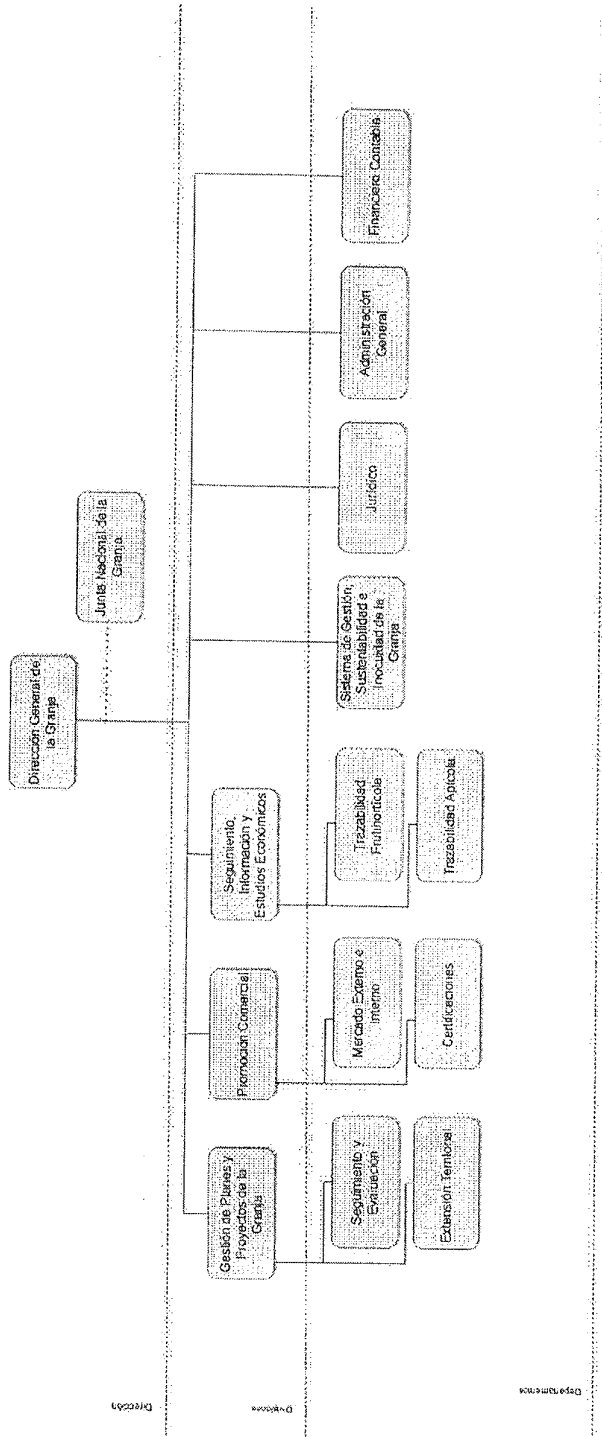 Dirección General de
la Granja
Junta Nacional de la
Granja
Gestión de Planes y
Proyectos de la
Granja
Promoción Comercial
Seguimiento,
Información y
Estudios Económicos
Seguimiento y
Evaluación
Extensión Territorial
Mercado Externo e
Interno
Certificaciones
Trazabilidad
Frutihortícola
Trazabilidad Apícola
Sistema de Gestión,
Sustentabilidad e
Inocuidad de la
Granja
Jurídico
Administración
General
Financiero Contable
Dirección
Divisiones
Departamentos